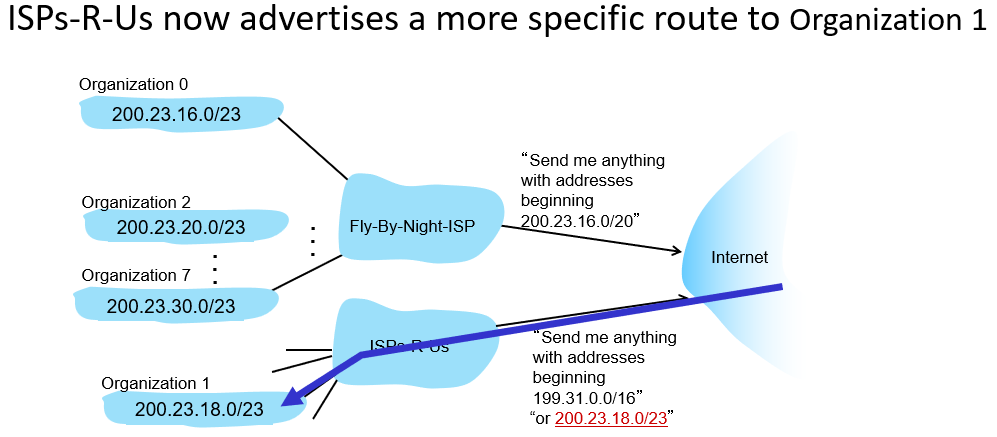 ISPs-R-Us now advertises a more specific route to Organization 1
Organization 0
200.23.16.0/23
Organization 2
200.23.20.0/23
Organization 7
200.23.30.0/23
Fly-By-Night-ISP
“Send me anything
with addresses
beginning
200.23.16.0/20”
Internet
ISPs-R-Us
“Send me anything
with addresses
beginning
199.31.0.0/16”
“or 200.23.18.0/23”
Organization 1
200.23.18.0/23